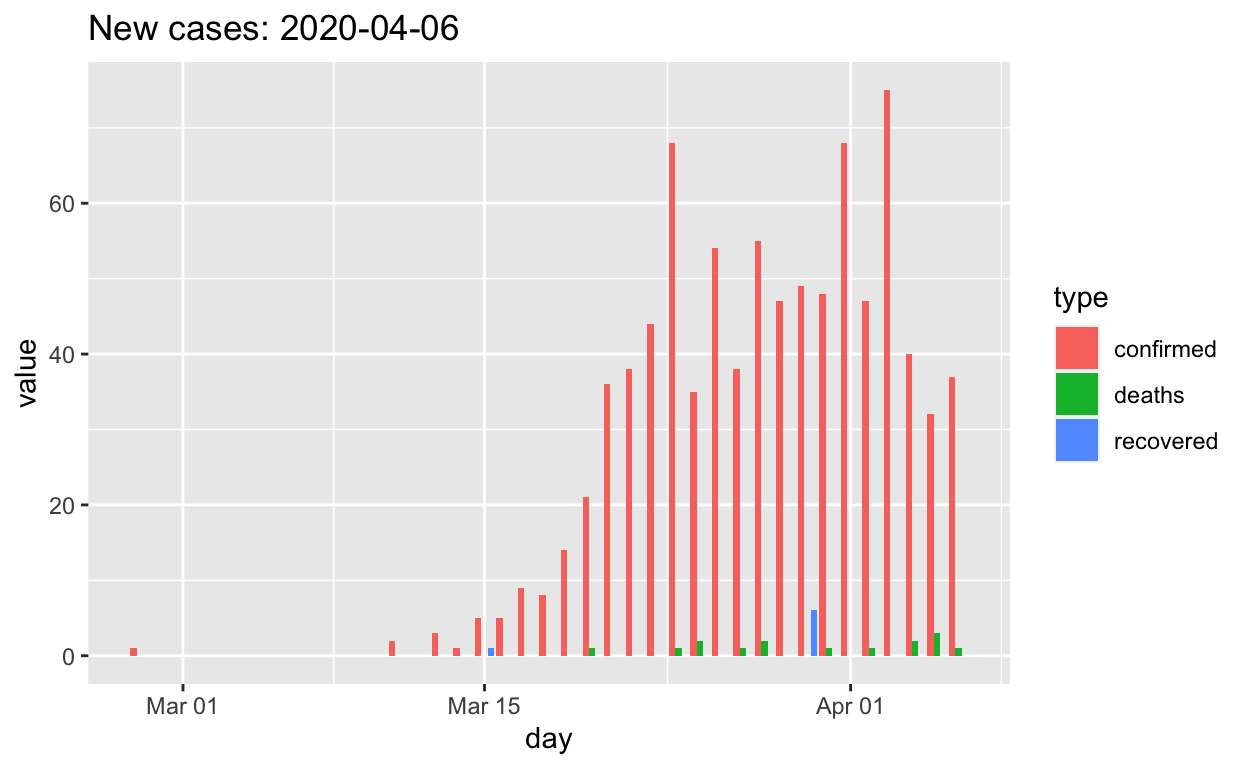 New cases: 2020-04-06
60
40
20
0
value
Mar 01
Mar 15
Apr 01
day
type
confirmed
deaths
recovered